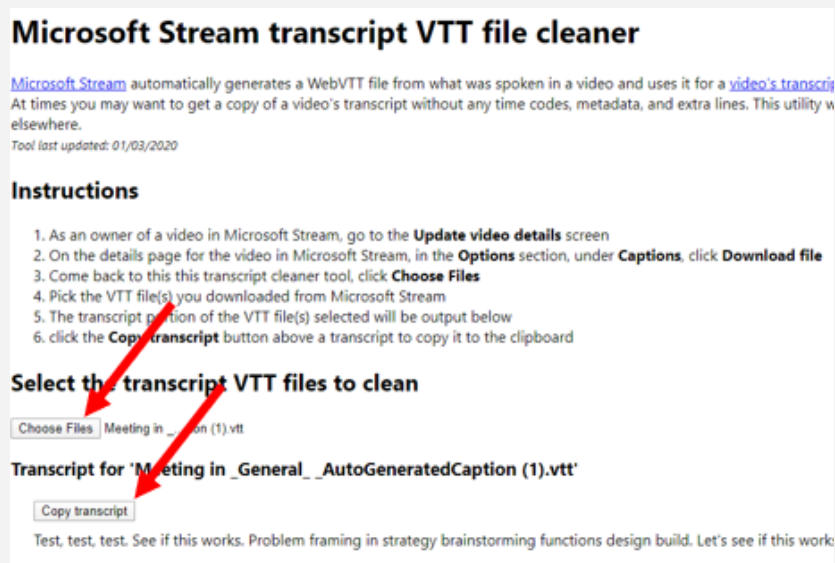 Microsoft Stream transcript VTT file cleaner
Microsoft Stream automatically generates a WebVTT file from what was spoken in a video and uses it for a video's
At times you may want to get a copy of a video's transcript without any time codes, metadata, and extra lines. This utility
elsewhere.
Tool last updated: 01/03/2020
Instructions
1. As an owner of a video in Microsoft Stream, go to the Update video details screen
2. On the details page for the video in Microsoft Stream, in the Options section, under Captions, click Download file
3. Come back to this this transcript cleaner tool, click Choose Files
4. Pick the VTT file(s) you downloaded from Microsoft Stream
5. The transcript portion of the VTT file(s) selected will be output below
6. click the Copy transcript button above a transcript to copy it to the clipboard
Select the transcript VTT files to clean
Choose Files Meeting in _...on (1).vtt
Transcript for 'Meeting in _General_ _AutoGeneratedCaption (1).vtt'
Copy transcript
Test, test, test. See if this works. Problem framing in strategy brainstorming functions design build. Let's see if this